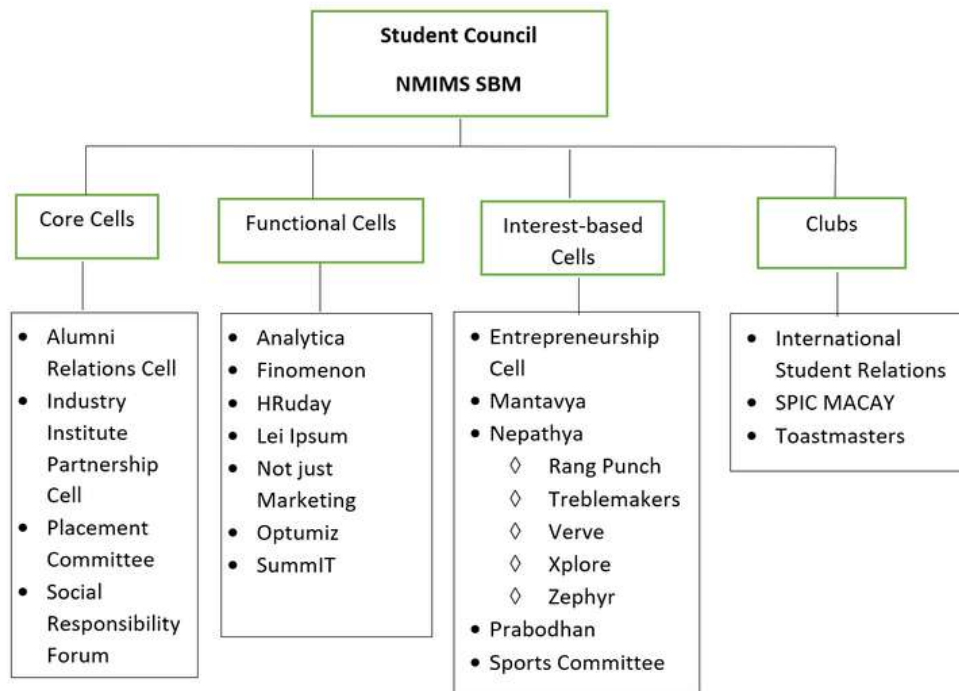 Student Council
NMIMS SBM
Core Cells
Functional Cells
Interest-based
Cells
Clubs
• Alumni
Relations Cell
• Industry
Institute
Partnership
Cell
• Placement
Committee
• Social
Responsibility
Forum
• Analytica
• Finomenon
• HRuday
• Lei Ipsum
• Not just
Marketing
• Optumiz
• SummIT
• Entrepreneurship
Cell
• Mantavya
• Nepathya
◊ Rang Punch
◊ Treblemakers
◊ Verve
◊ Xplore
◊ Zephyr
• Prabodhan
• Sports Committee
• International
Student Relations
• SPIC MACAY
• Toastmasters